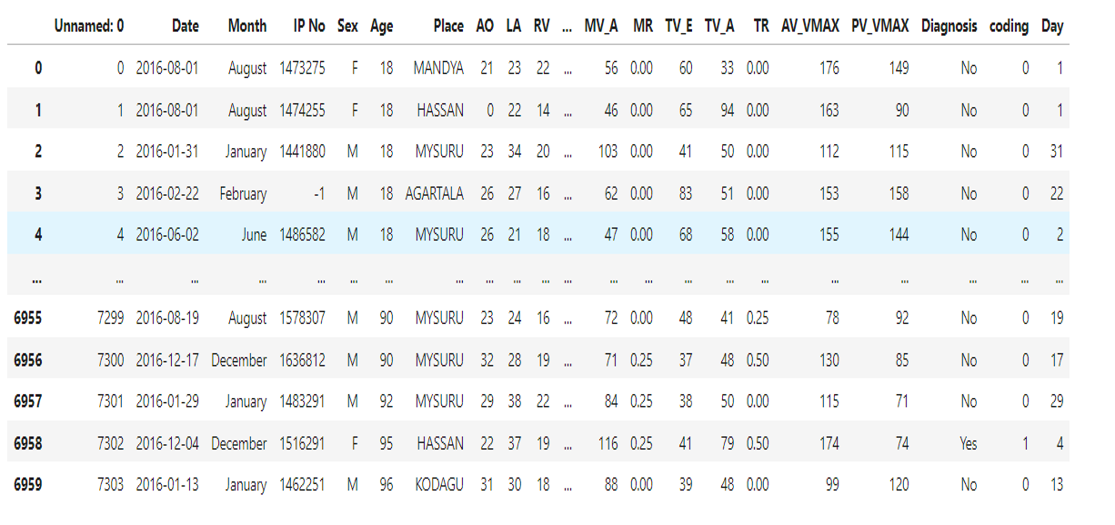 Unnamed: 0 Date Month IP No Sex Age Place AO LA RV ... MV_A MR TV_E TV_A TR AV_VMAX PV_VMAX Diagnosis coding Day
0 0 2016-08-01 August 1473275 F 18 MANDYA 21 23 22 ... 56 0.00 60 33 0.00 176 149 No 0 1
1 1 2016-08-01 August 1474255 F 18 HASSAN 0 22 14 ... 46 0.00 65 94 0.00 163 90 No 0 1
2 2 2016-01-31 January 1441880 M 18 MYSURU 23 34 20 ... 103 0.00 41 50 0.00 112 115 No 0 31
3 3 2016-02-22 February -1 M 18 AGARTALA 26 27 16 ... 62 0.00 83 51 0.00 153 158 No 0 22
4 4 2016-06-02 June 1486582 M 18 MYSURU 26 21 18 ... 47 0.00 68 58 0.00 155 144 No 0 2
... ... ... ... ... ... ... ... ... ... ... ... ... ... ... ... ... ... ... ... ... ...
6955 7299 2016-08-19 August 1578307 M 90 MYSURU 23 24 16 ... 72 0.00 48 41 0.25 78 92 No 0 19
6956 7300 2016-12-17 December 1636812 M 90 MYSURU 32 28 19 ... 71 0.25 37 48 0.50 130 85 No 0 17
6957 7301 2016-01-29 January 1483291 M 92 MYSURU 29 38 22 ... 84 0.25 38 50 0.00 115 71 No 0 29
6958 7302 2016-12-04 December 1516291 F 95 HASSAN 22 37 19 ... 116 0.25 41 79 0.50 174 74 Yes 1 4
6959 7303 2016-01-13 January 1462251 M 96 KODAGU 31 30 18 ... 88 0.00 39 48 0.00 99 120 No 0 13